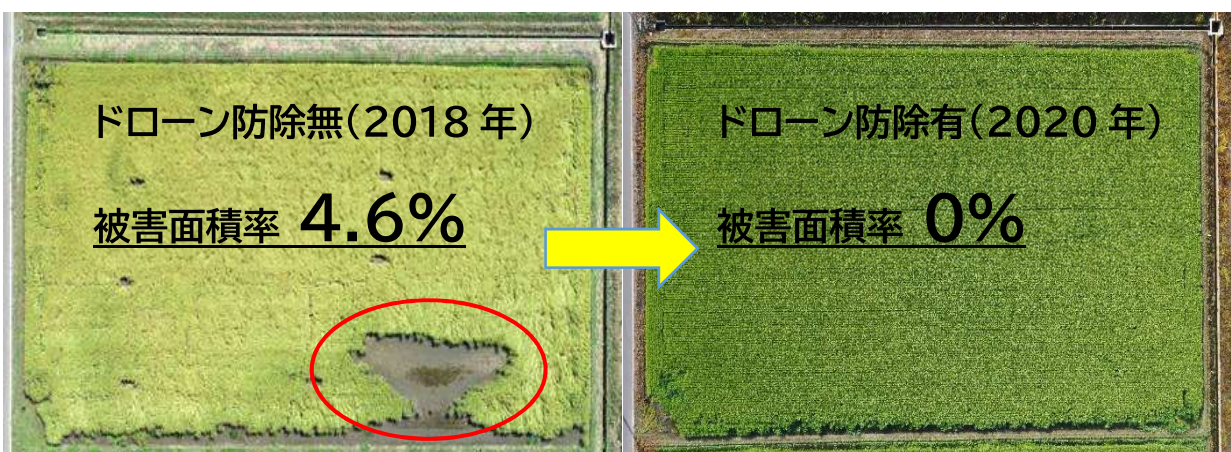 ドローン防除無(2018 年)
被害面積率 4.6%
ドローン防除有(2020 年)
被害面積率 0%